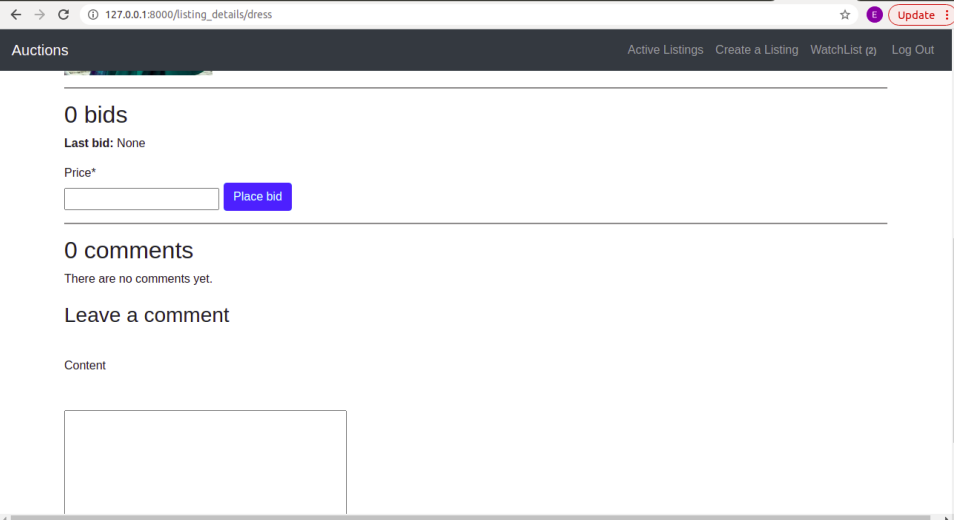 127.0.0.1:8000/listing_details/dress
E
Update
Auctions
Active Listings Create a Listing WatchList (2) Log Out
0 bids
Last bid: None
Price*
Place bid
0 comments
There are no comments yet.
Leave a comment
Content